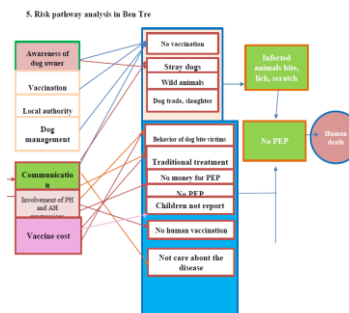 5. Risk pathway analysis in Ben Tre
Awareness of
dog owner
Vaccination
Local authority
Dog
management
Communicatio
n
Involvement of PH
and AH
Vaccine cost
No vaccination
Stray dogs
Wild animals
Dog trade, slaughter
Behavior of dog bite victims
Traditional treatment
No money for PEP
No PEP
Children not report
No human vaccination
Not care about the
disease
Infected
animals bite,
lick, scratch
No PEP
Human
death